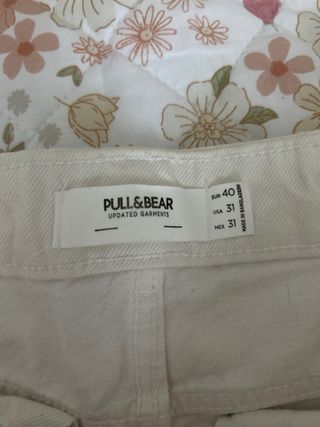 PULL&BEAR
UPDATED GARMENTS
EUR 40
USA 31
MEX 31
MADE IN BANGLADESH